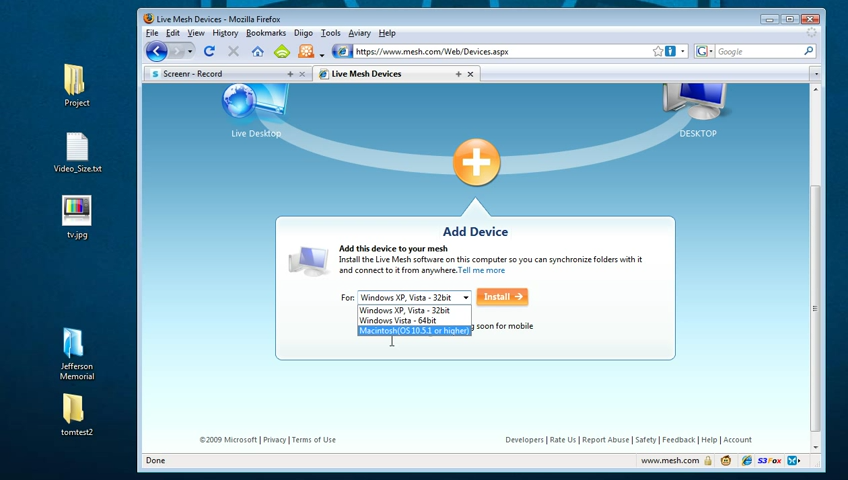 Live Mesh Devices - Mozilla Firefox
File Edit View History Bookmarks Diigo Tools Aviary Help
https://www.mesh.com/Web/Devices.aspx
Google
Screenr - Record
Live Mesh Devices
Live Desktop
DESKTOP
Add Device
Add this device to your mesh
Install the Live Mesh software on this computer so you can synchronize folders with it
and connect to it from anywhere. Tell me more
For: Windows XP, Vista - 32bit Install
Windows XP, Vista - 32bit
Windows Vista - 64bit
Macintosh(OS 10.5.1 or higher)
soon for mobile
©2009 Microsoft | Privacy | Terms of Use
Developers | Rate Us | Report Abuse | Safety | Feedback | Help | Account
Done
www.mesh.com
S3Fox
Project
Video_Size.txt
tv.jpg
Jefferson
Memorial
tomtest2